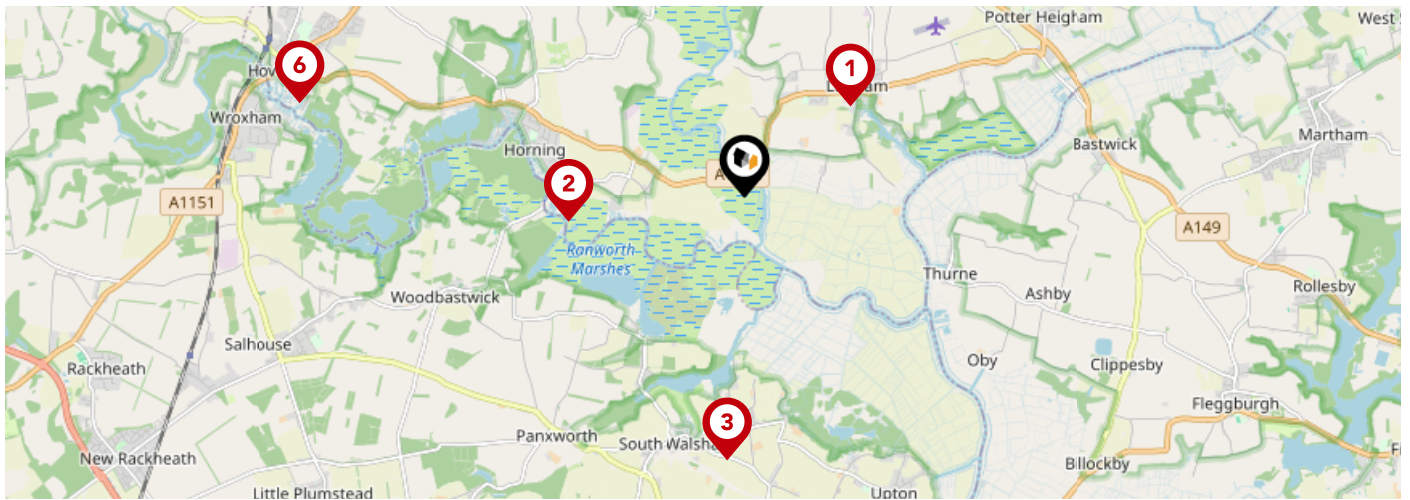 Potter Heigham
West
6
Hov
1
Wroxham
Martham
Horning
Bastwick
A
2
A1151
A149
Ranworth
Marshes
Thurne
Woodbastwick
Ashby
Rollesby
Salhouse
Oby
Rackheath
Clippesby
Fleggburgh
3
Panxworth
South Walsha
New Rackheath
Billockby
Little Plumstead
Upton